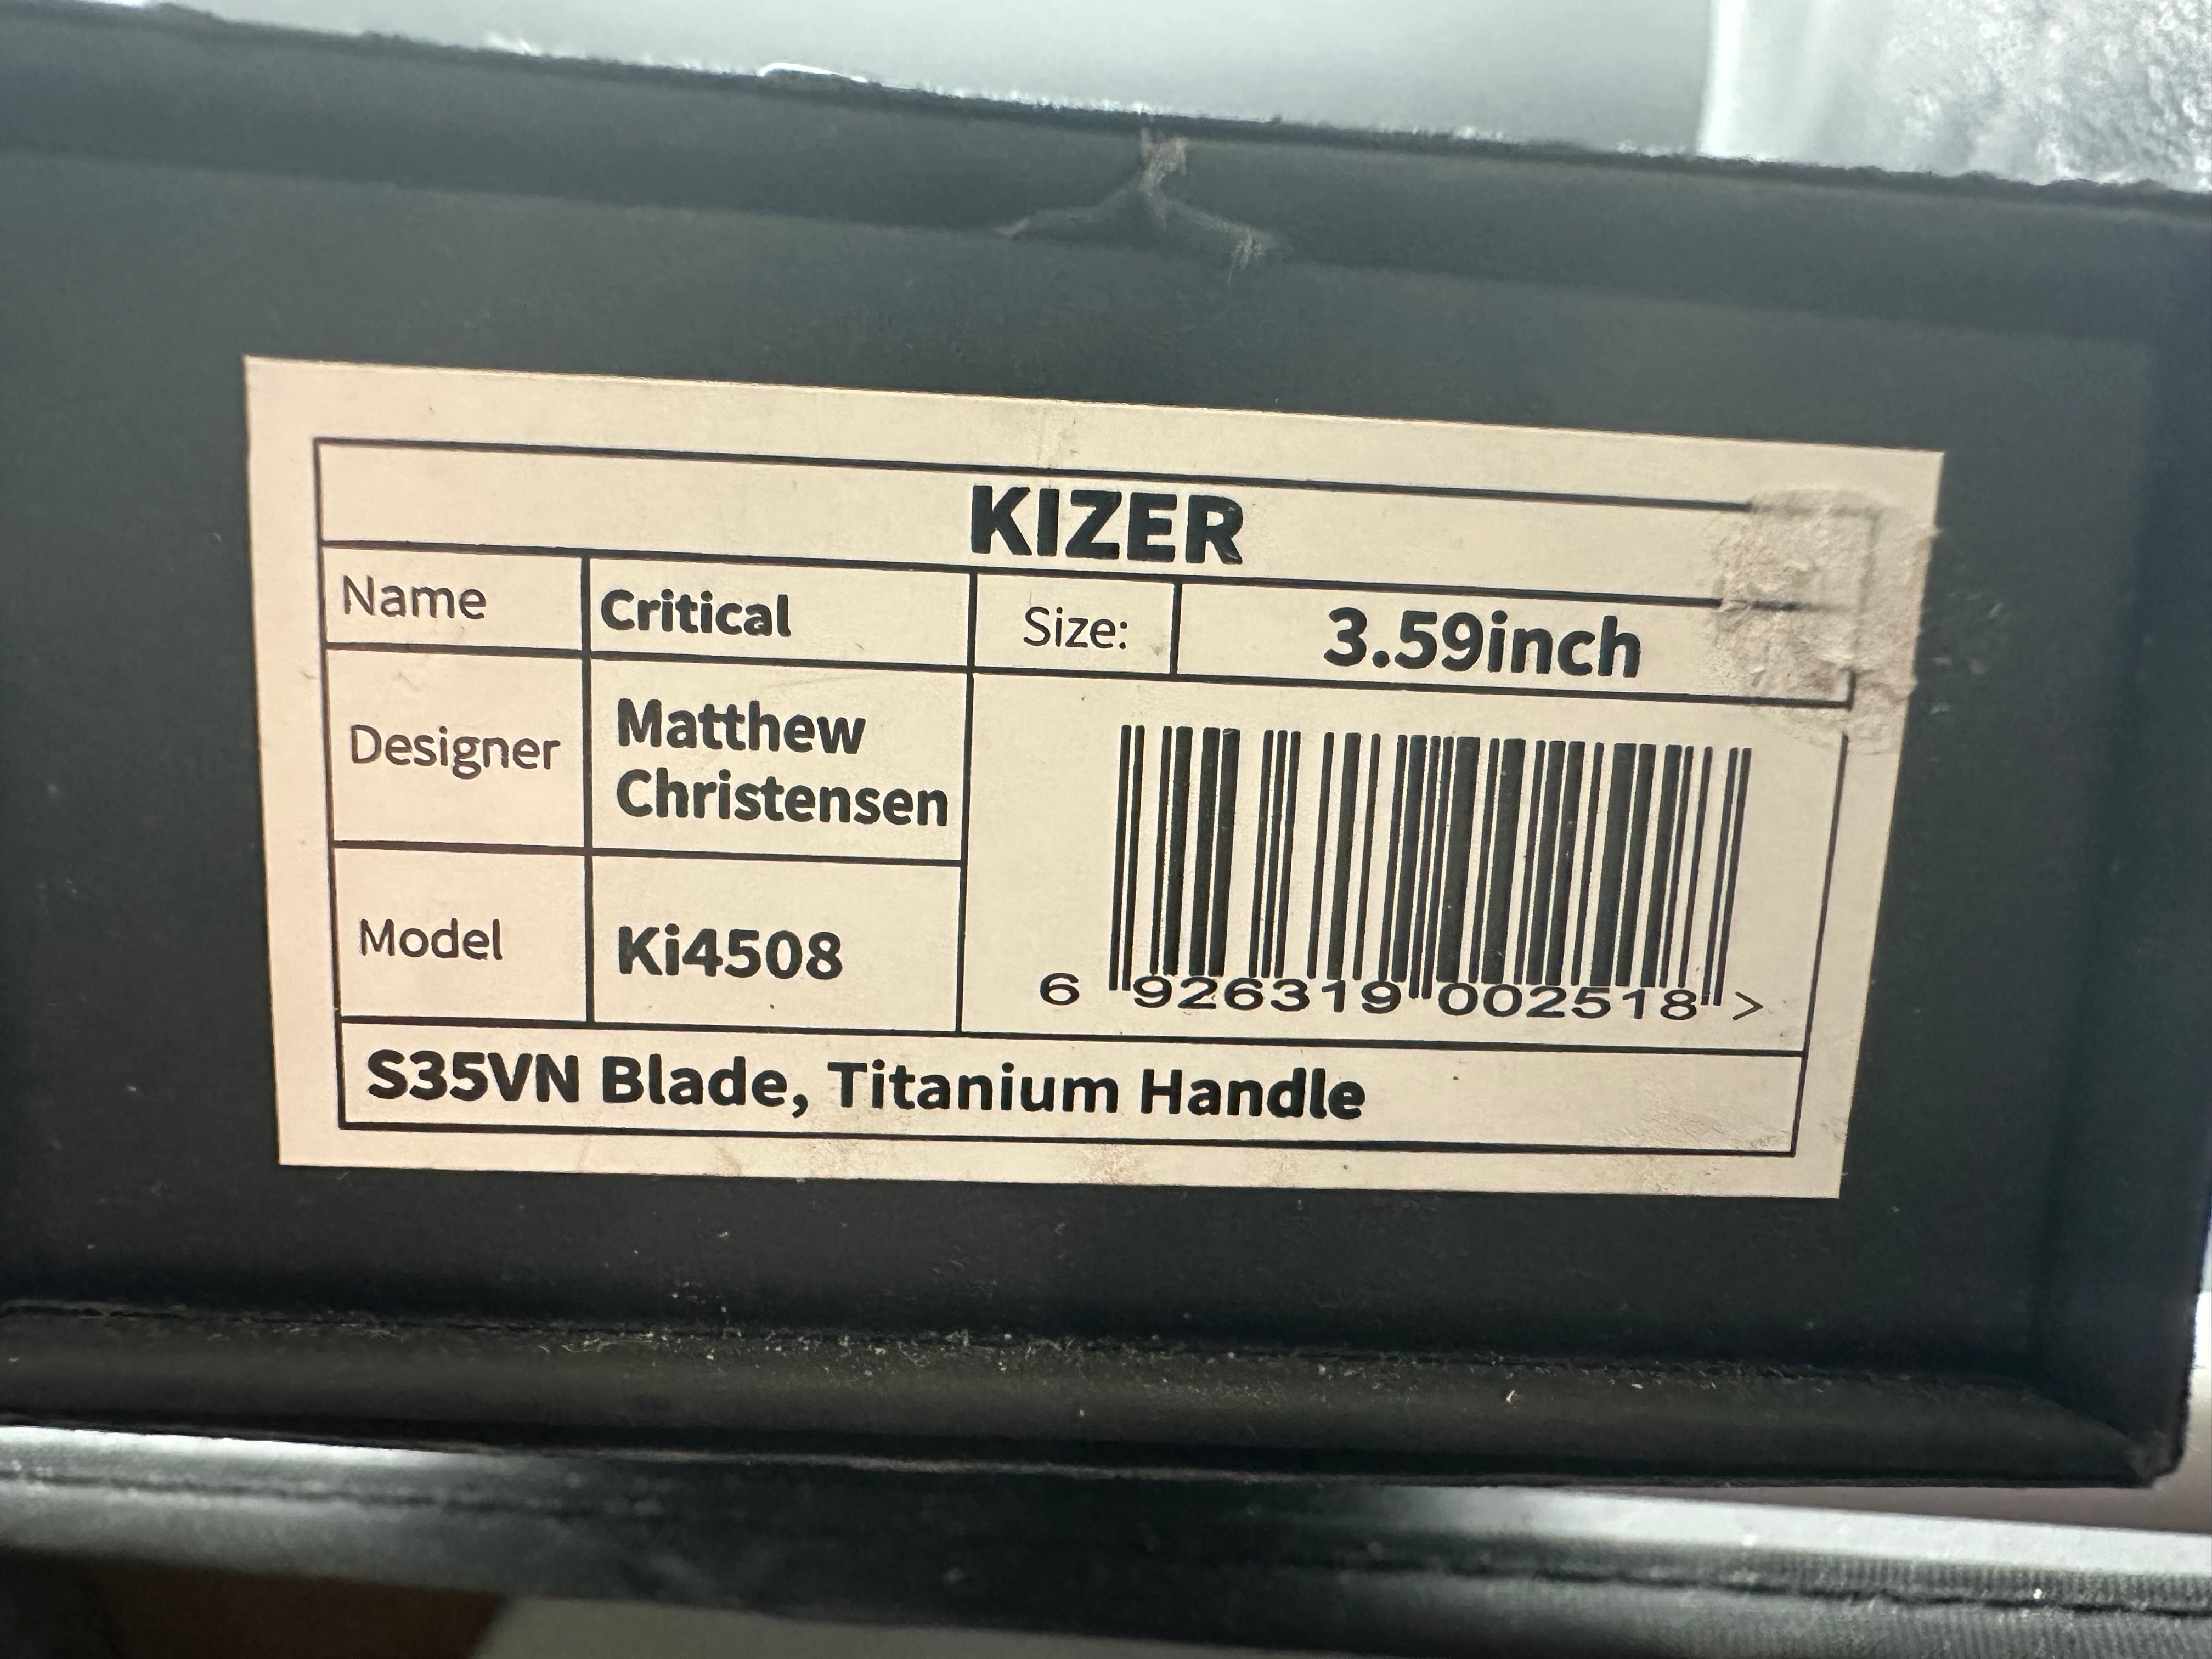 KIZER
Name Critical Size: 3.59inch
Designer Matthew
Christensen
Model Ki4508
6 926319 002518 >
S35VN Blade, Titanium Handle